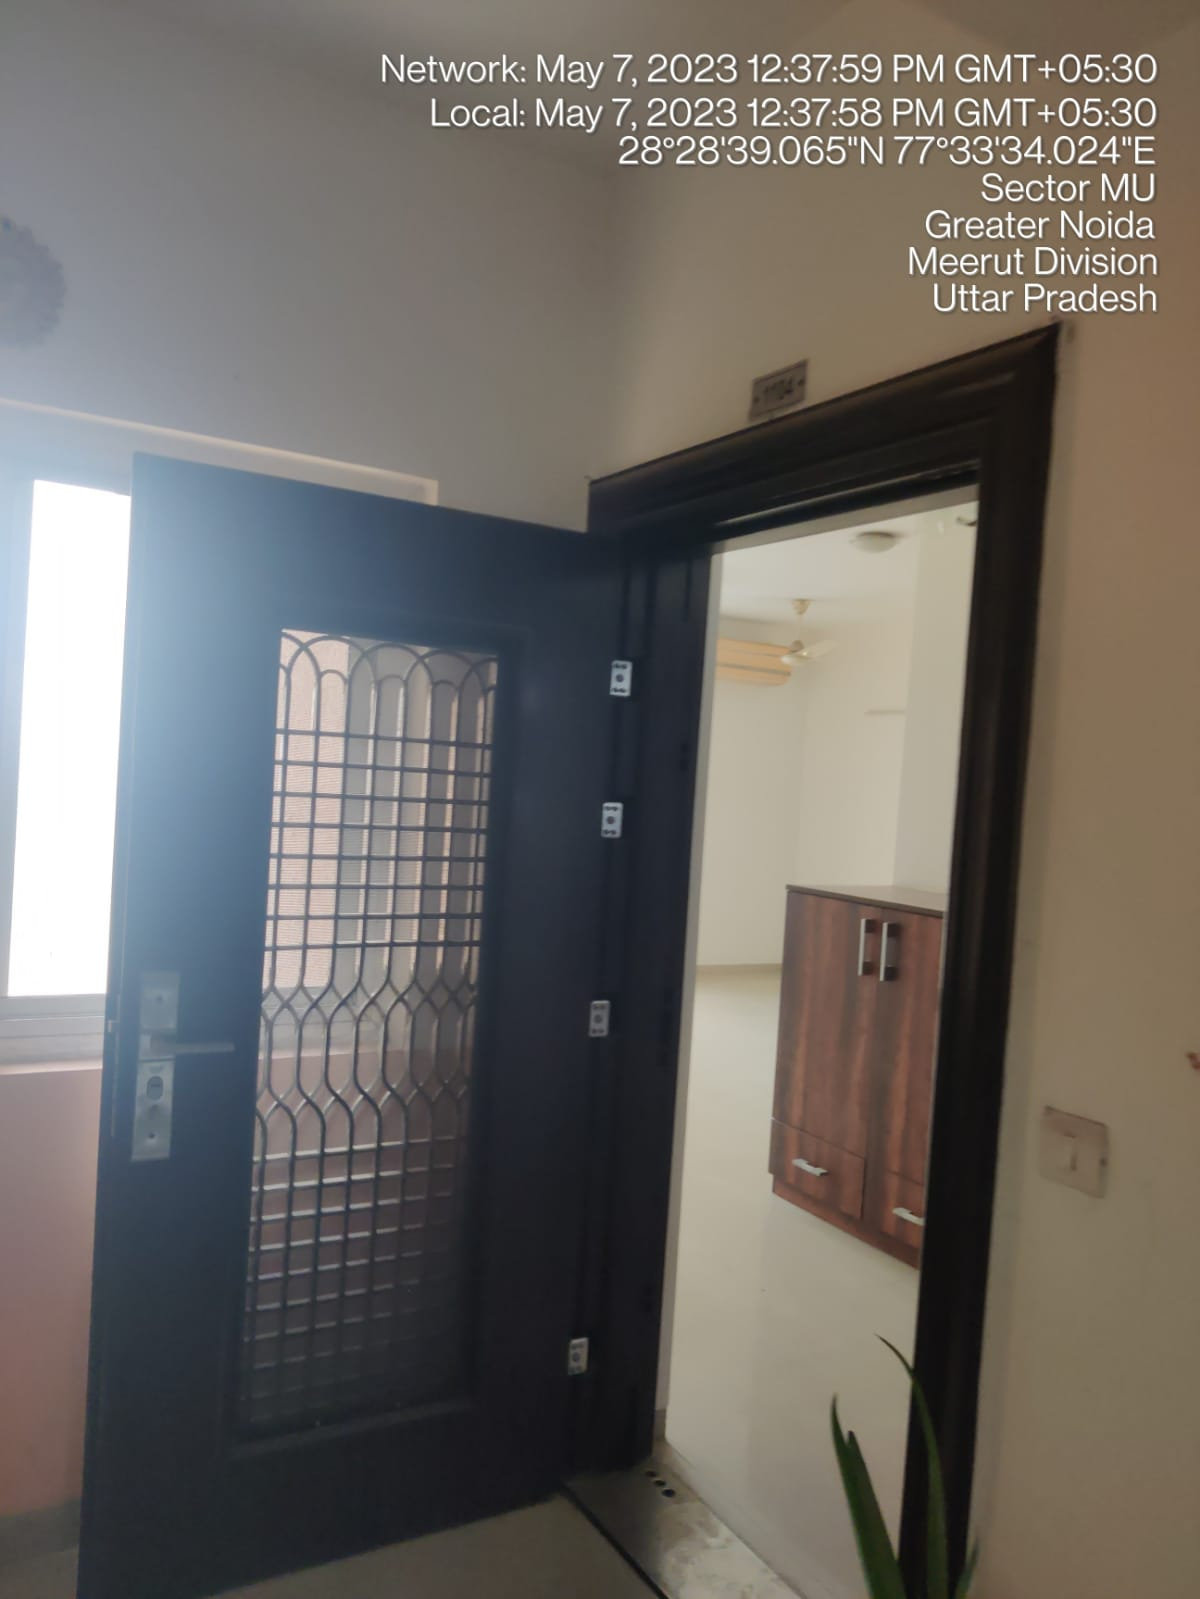 Network: May 7, 2023 12:37:59 PM GMT+05:30
Local: May 7, 2023 12:37:58 PM GMT+05:30
28°28'39.065"N 77°33'34.024"E
Sector MU
Greater Noida
Meerut Division
Uttar Pradesh
1104